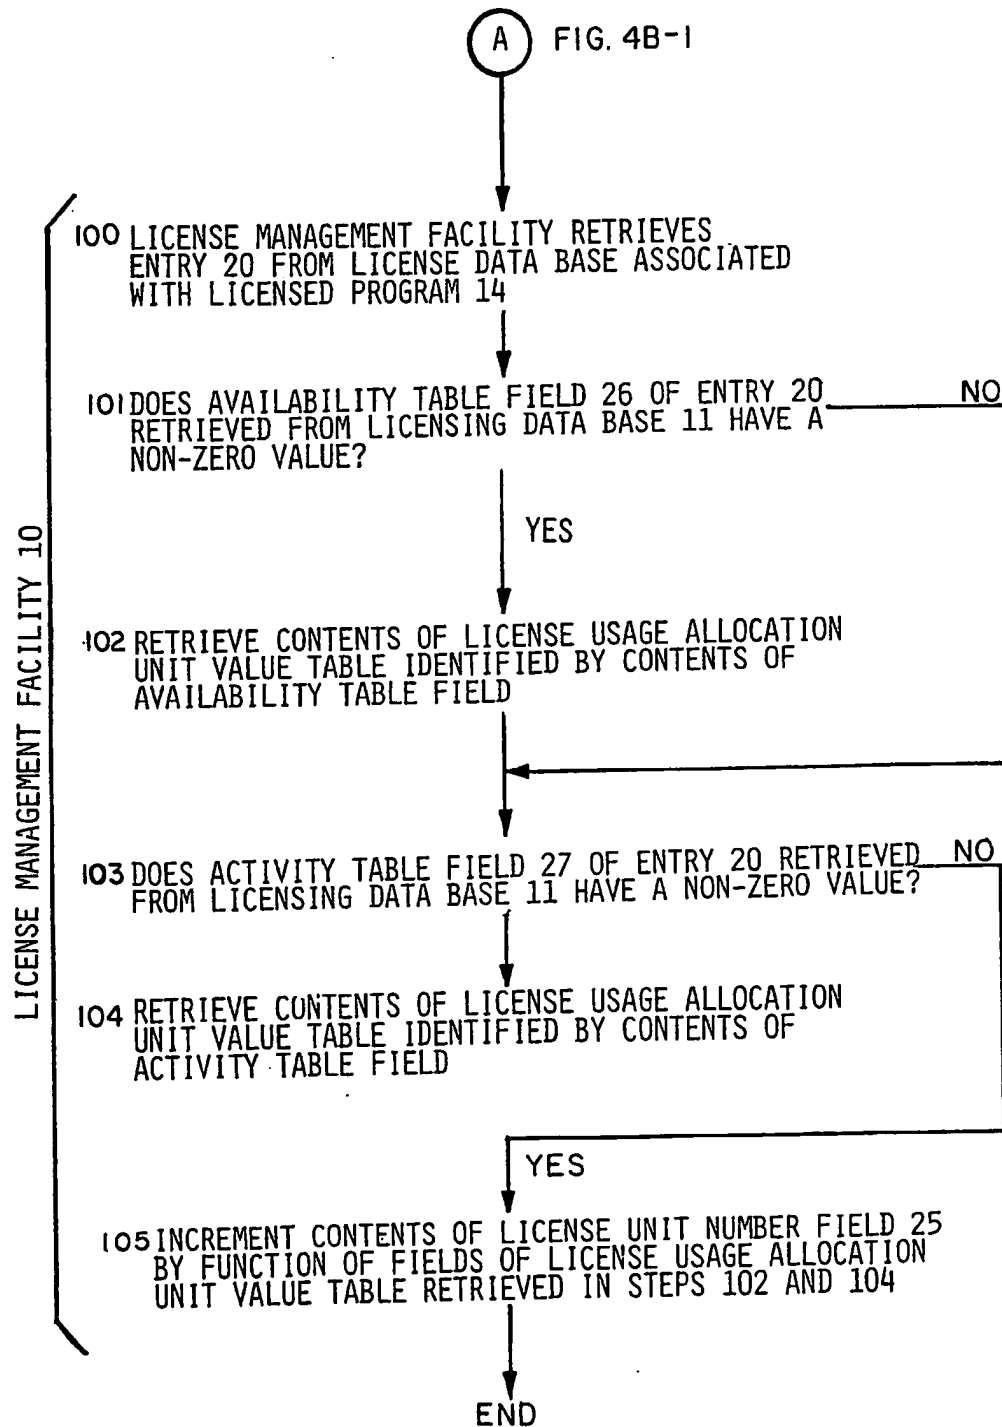 A FIG. 4B-1
LICENSE MANAGEMENT FACILITY 10
100 LICENSE MANAGEMENT FACILITY RETRIEVES
ENTRY 20 FROM LICENSE DATA BASE ASSOCIATED
WITH LICENSED PROGRAM 14
101 DOES AVAILABILITY TABLE FIELD 26 OF ENTRY 20 NO
RETRIEVED FROM LICENSING DATA BASE 11 HAVE A
NON-ZERO VALUE?
YES
102 RETRIEVE CONTENTS OF LICENSE USAGE ALLOCATION
UNIT VALUE TABLE IDENTIFIED BY CONTENTS OF
AVAILABILITY TABLE FIELD
103 DOES ACTIVITY TABLE FIELD 27 OF ENTRY 20 RETRIEVED NO
FROM LICENSING DATA BASE 11 HAVE A NON-ZERO VALUE?
104 RETRIEVE CONTENTS OF LICENSE USAGE ALLOCATION
UNIT VALUE TABLE IDENTIFIED BY CONTENTS OF
ACTIVITY TABLE FIELD
YES
105 INCREMENT CONTENTS OF LICENSE UNIT NUMBER FIELD 25
BY FUNCTION OF FIELDS OF LICENSE USAGE ALLOCATION
UNIT VALUE TABLE RETRIEVED IN STEPS 102 AND 104
END